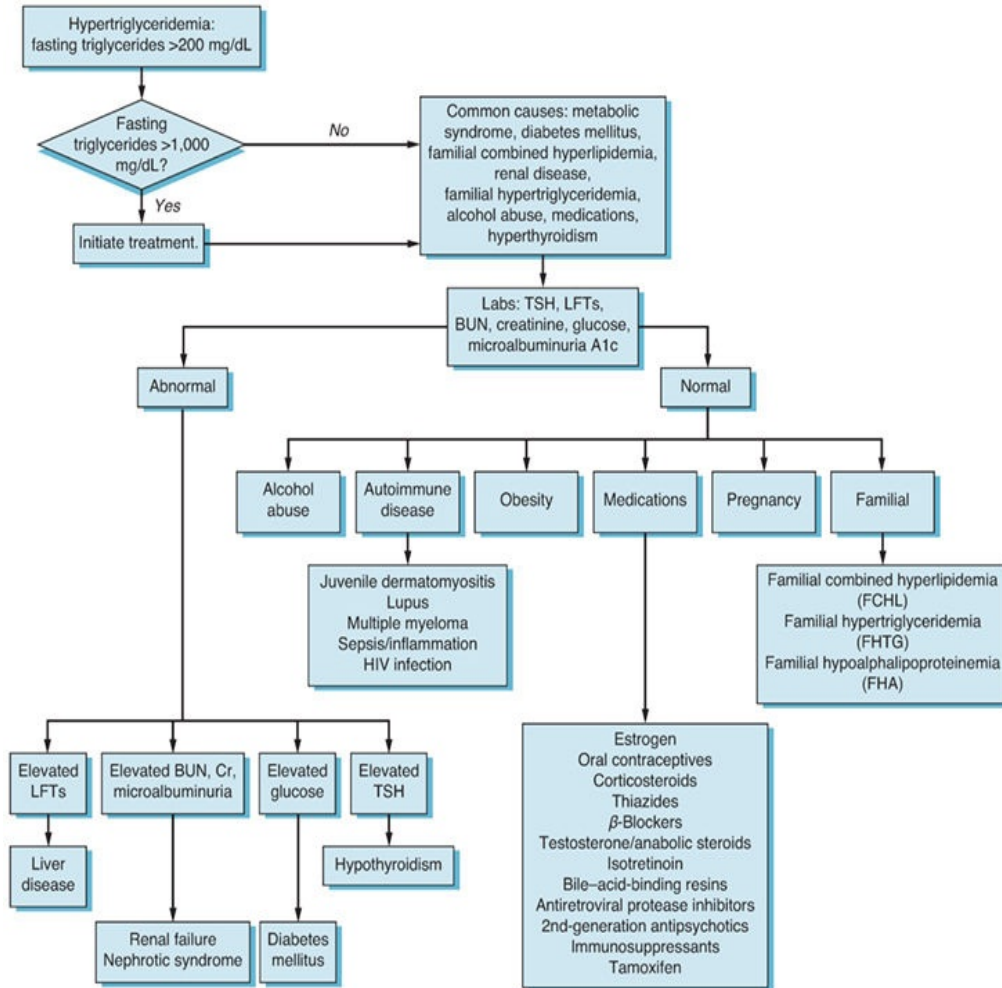 Hypertriglyceridemia:
fasting triglycerides >200 mg/dL
Fasting
triglycerides >1,000
mg/dL?
No
Yes
Initiate treatment.
Common causes: metabolic
syndrome, diabetes mellitus,
familial combined hyperlipidemia,
renal disease,
familial hypertriglyceridemia,
alcohol abuse, medications,
hyperthyroidism
Labs: TSH, LFTs,
BUN, creatinine, glucose,
microalbuminuria A1c
Abnormal
Normal
Alcohol
abuse
Autoimmune
disease
Obesity
Medications
Pregnancy
Familial
Juvenile dermatomyositis
Lupus
Multiple myeloma
Sepsis/inflammation
HIV infection
Familial combined hyperlipidemia
(FCHL)
Familial hypertriglyceridemia
(FHTG)
Familial hypoalphalipoproteinemia
(FHA)
Elevated
LFTs
Elevated BUN, Cr,
microalbuminuria
Elevated
glucose
Elevated
TSH
Liver
disease
Hypothyroidism
Renal failure
Nephrotic syndrome
Diabetes
mellitus
Estrogen
Oral contraceptives
Corticosteroids
Thiazides
β-Blockers
Testosterone/anabolic steroids
Isotretinoin
Bile–acid-binding resins
Antiretroviral protease inhibitors
2nd-generation antipsychotics
Immunosuppressants
Tamoxifen